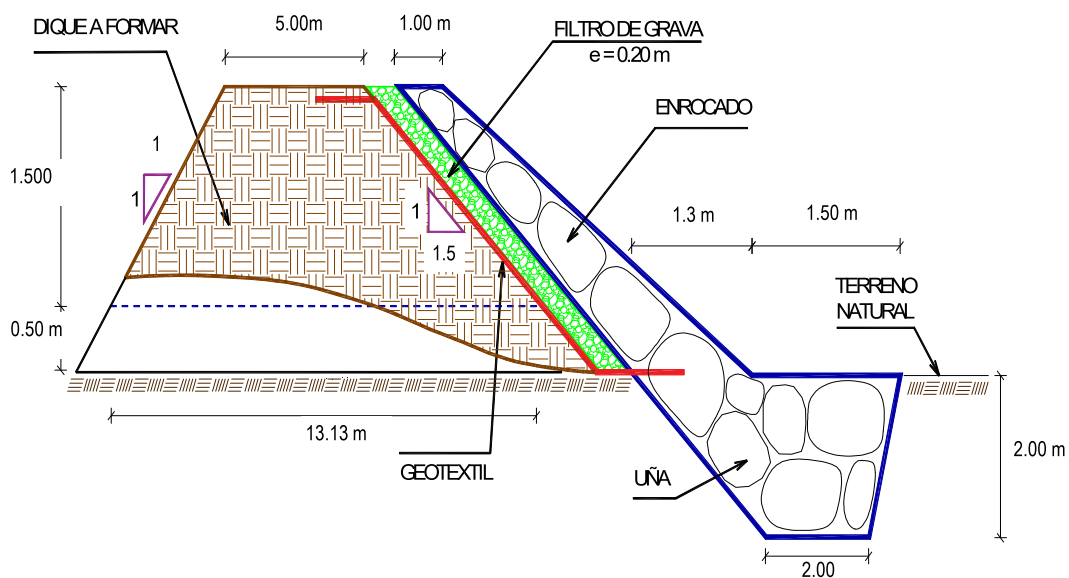 DIQUE A FORMAR
5.00m
1.00 m
FILTRO DE GRAVA
e = 0.20 m
ENROCADO
1
1
1.500
1
1.5
1.3 m
1.50 m
TERRENO
NATURAL
0.50 m
13.13 m
GEOTEXTIL
UÑA
2.00 m
2.00